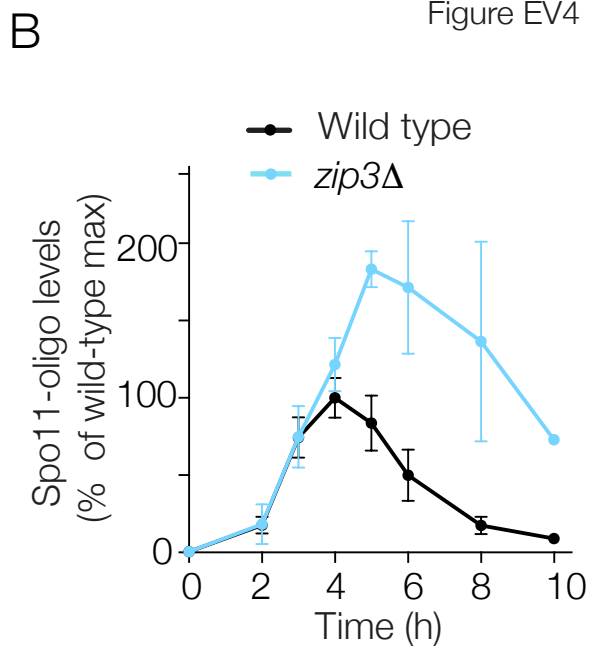 Figure EV4
B
Wild type
zip3Δ
Spo11-oligo levels
(% of wild-type max)
200
100
0
0 2 4 6 8 10
Time (h)